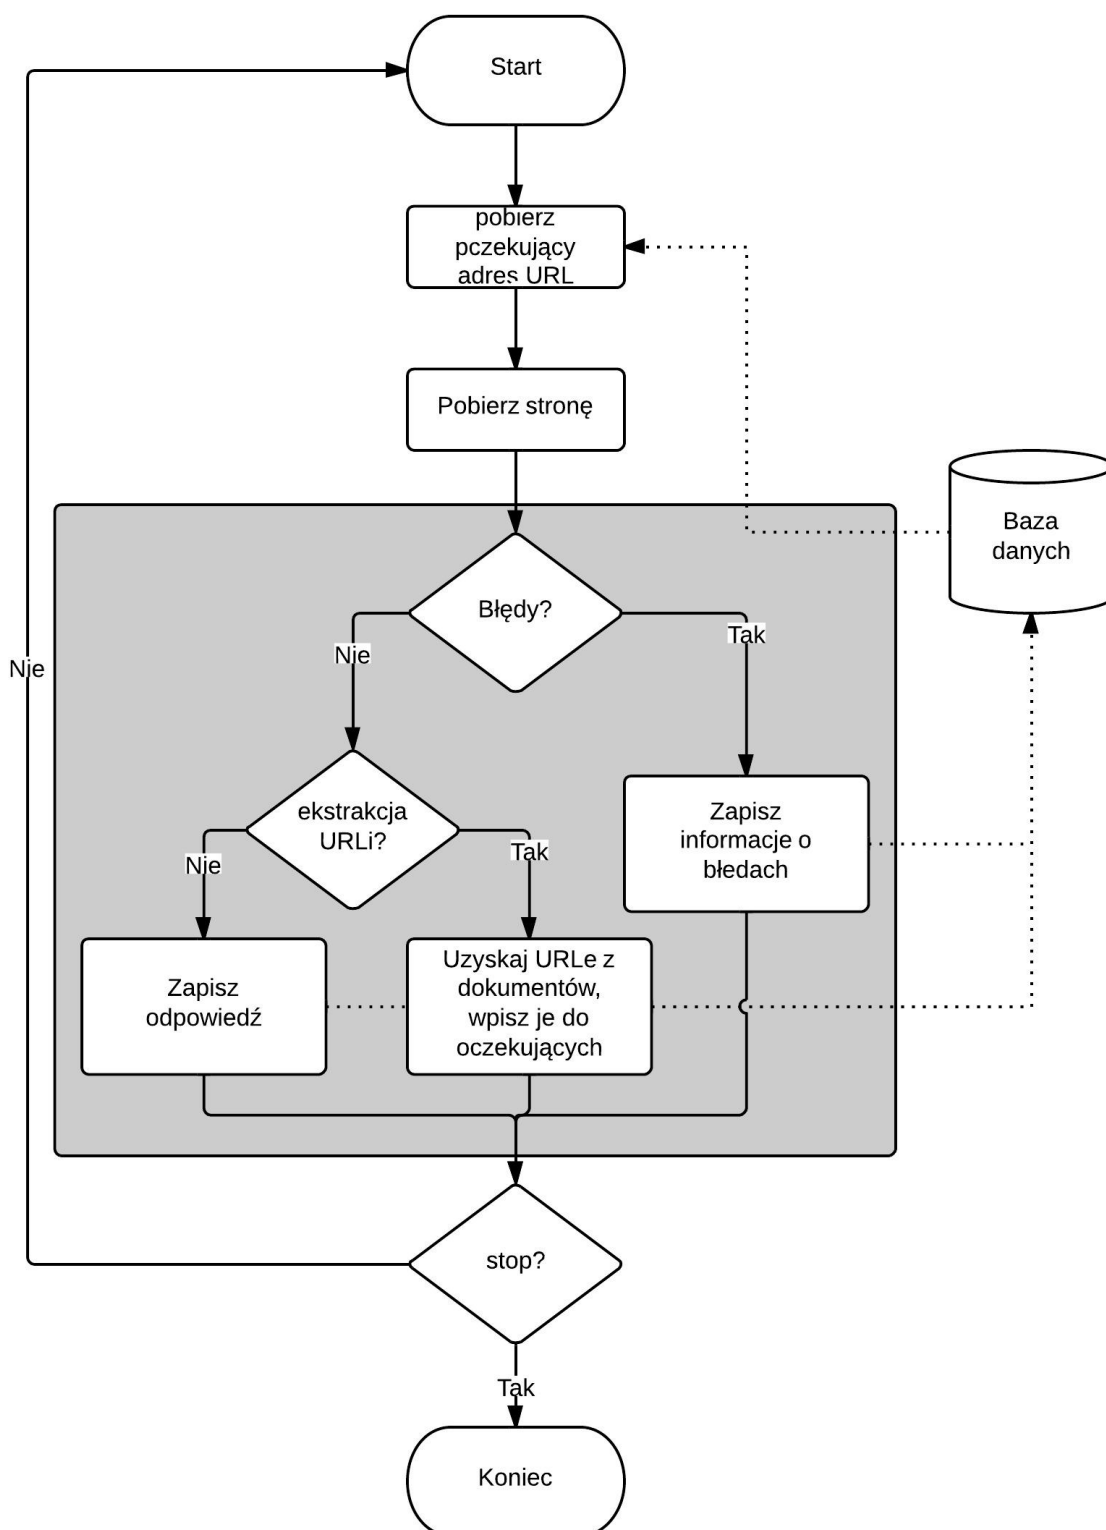 Start
pobierz
pczekujący
adres URL
Pobierz stronę
Baza
danych
Błędy?
Tak
Nie
Nie
ekstrakcja
URLi?
Zapisz
informacje o
błedach
Nie
Tak
Zapisz
odpowiedź
Uzyskaj URLe z
dokumentów,
wpisz je do
oczekujących
stop?
Tak
Koniec